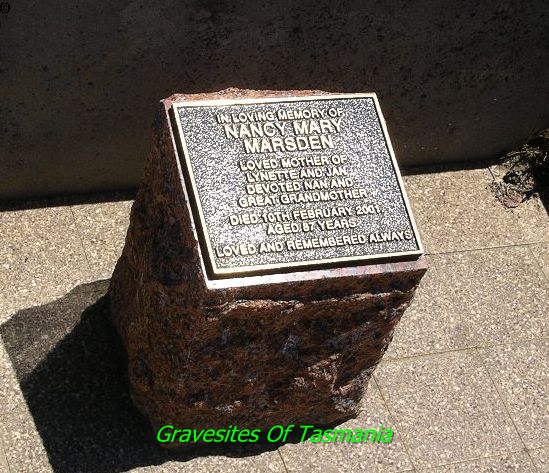 ©
IN LOVING MEMORY OF
NANCY MARY
MARSDEN
LOVED MOTHER OF
LYNETTE AND JAN.
DEVOTED NAN AND
GREAT GRANDMOTHER.
DIED 10TH FEBRUARY 2001.
AGED 87 YEARS.
LOVED AND REMEMBERED ALWAYS.
Gravesites Of Tasmania